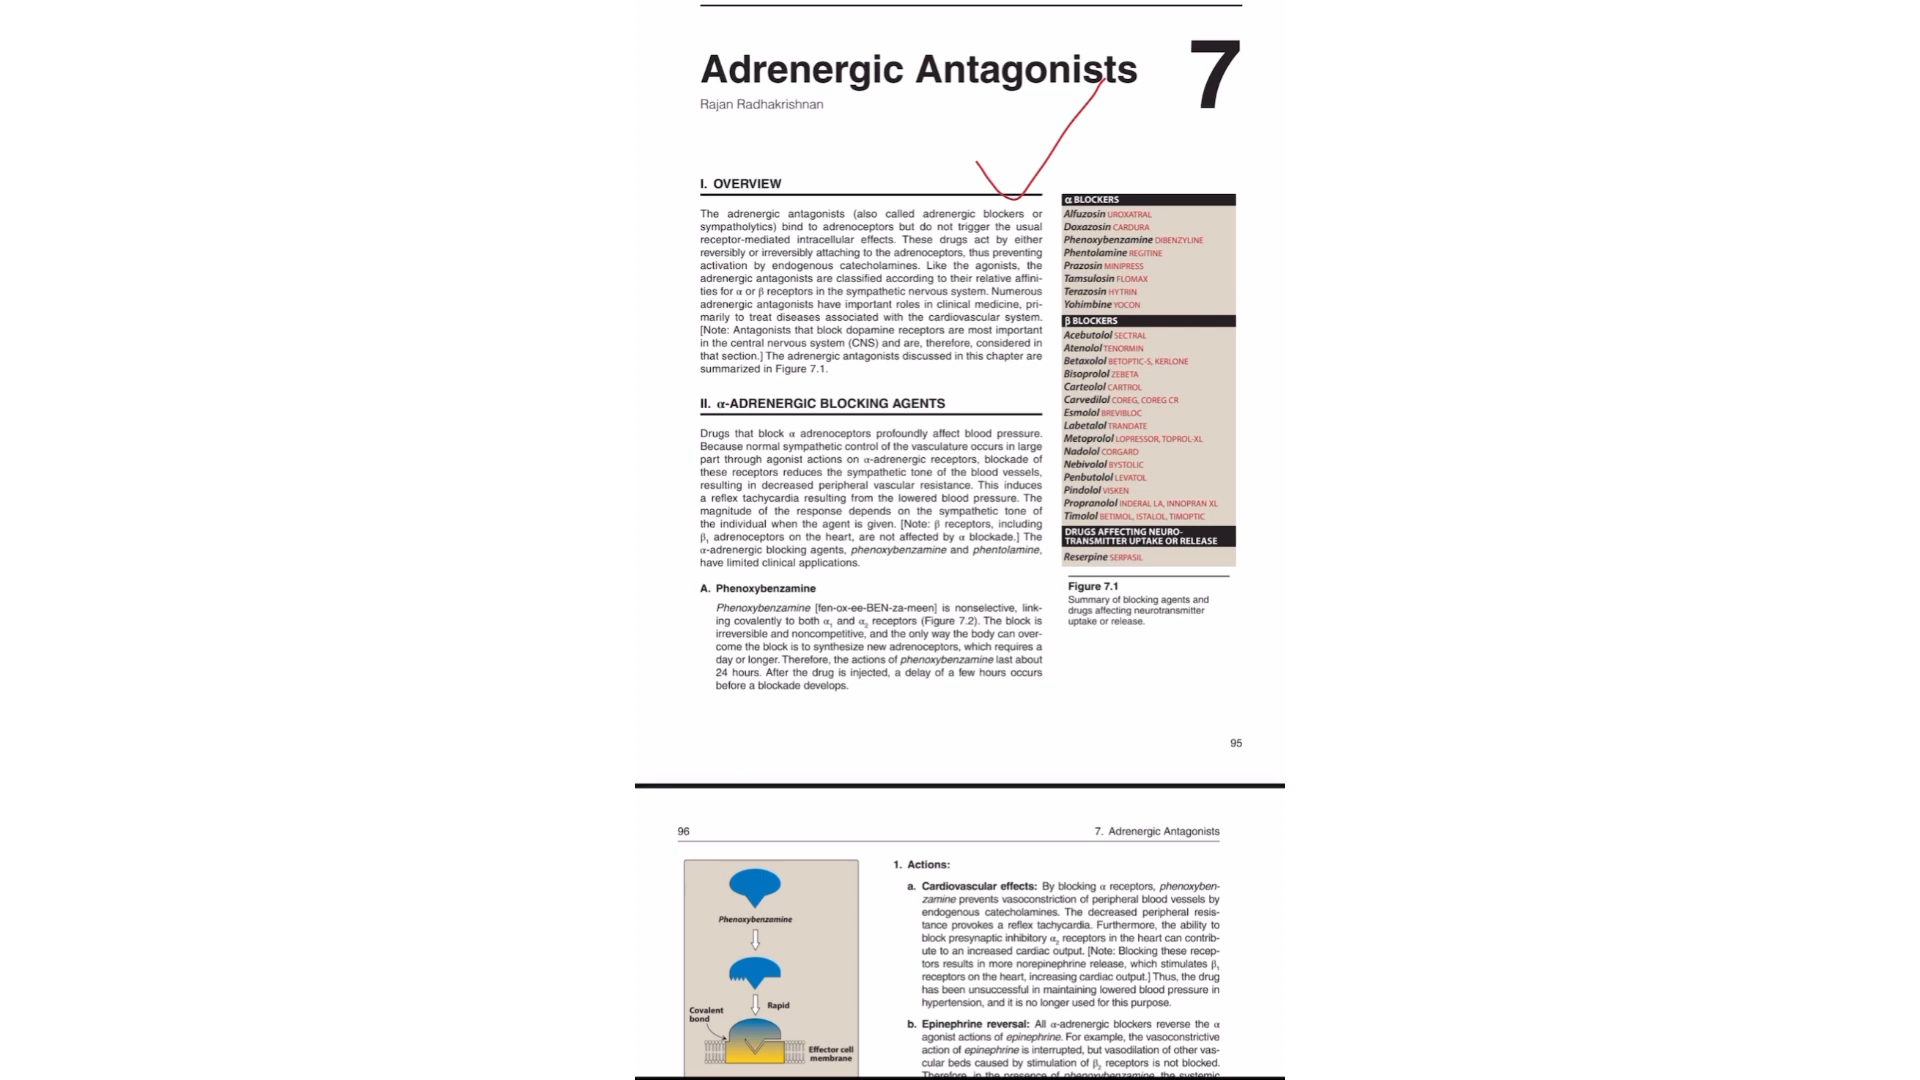 Adrenergic Antagonists
7
Rajan Radhakrishnan
I. OVERVIEW
The adrenergic antagonists (also called adrenergic blockers or
sympatholytics) bind to adrenoceptors but do not trigger the usual
receptor-mediated intracellular effects. These drugs act by either
reversibly or irreversibly attaching to the adrenoceptors, thus preventing
activation by endogenous catecholamines. Like the agonists, the
adrenergic antagonists are classified according to their relative affini-
ties for α or β receptors in the sympathetic nervous system. Numerous
adrenergic antagonists have important roles in clinical medicine, pri-
marily to treat diseases associated with the cardiovascular system.
[Note: Antagonists that block dopamine receptors are most important
in the central nervous system (CNS) and are, therefore, considered in
that section.] The adrenergic antagonists discussed in this chapter are
summarized in Figure 7.1.
II. α-ADRENERGIC BLOCKING AGENTS
Drugs that block α adrenoceptors profoundly affect blood pressure.
Because normal sympathetic control of the vasculature occurs in large
part through agonist actions on α-adrenergic receptors, blockade of
these receptors reduces the sympathetic tone of the blood vessels,
resulting in decreased peripheral vascular resistance. This induces
a reflex tachycardia resulting from the lowered blood pressure. The
magnitude of the response depends on the sympathetic tone of
the individual when the agent is given. [Note: β receptors, including
β₁ adrenoceptors on the heart, are not affected by α blockade.] The
α-adrenergic blocking agents, phenoxybenzamine and phentolamine,
have limited clinical applications.
A. Phenoxybenzamine
Phenoxybenzamine [fen-ox-ee-BEN-za-meen] is nonselective, link-
ing covalently to both α₁ and α₂ receptors (Figure 7.2). The block is
irreversible and noncompetitive, and the only way the body can over-
come the block is to synthesize new adrenoceptors, which requires a
day or longer. Therefore, the actions of phenoxybenzamine last about
24 hours. After the drug is injected, a delay of a few hours occurs
before a blockade develops.
α BLOCKERS
Alfuzosin UROXATRAL
Doxazosin CARDURA
Phenoxybenzamine DIBENZYLINE
Phentolamine REGITINE
Prazosin MINIPRESS
Tamsulosin FLOMAX
Terazosin HYTRIN
Yohimbine YOCON
β BLOCKERS
Acebutolol SECTRAL
Atenolol TENORMIN
Betaxolol BETOPTIC-S, KERLONE
Bisoprolol ZEBETA
Carteolol CARTROL
Carvedilol COREG, COREG CR
Esmolol BREVIBLOC
Labetalol TRANDATE
Metoprolol LOPRESSOR, TOPROL-XL
Nadolol CORGARD
Nebivolol BYSTOLIC
Penbutolol LEVATOL
Pindolol VISKEN
Propranolol INDERAL LA, INNOPRAN XL
Timolol BETIMOL, ISTALOL, TIMOPTIC
DRUGS AFFECTING NEURO-
TRANSMITTER UPTAKE OR RELEASE
Reserpine SERPASIL
Figure 7.1
Summary of blocking agents and
drugs affecting neurotransmitter
uptake or release.
95
96
7. Adrenergic Antagonists
Phenoxybenzamine
Rapid
Covalent
bond
Effector cell
membrane
1. Actions:
a. Cardiovascular effects: By blocking α receptors, phenoxyben-
zamine prevents vasoconstriction of peripheral blood vessels by
endogenous catecholamines. The decreased peripheral resis-
tance provokes a reflex tachycardia. Furthermore, the ability to
block presynaptic inhibitory α₂ receptors in the heart can contrib-
ute to an increased cardiac output. [Note: Blocking these recep-
tors results in more norepinephrine release, which stimulates β₁
receptors on the heart, increasing cardiac output.] Thus, the drug
has been unsuccessful in maintaining lowered blood pressure in
hypertension, and it is no longer used for this purpose.
b. Epinephrine reversal: All α-adrenergic blockers reverse the α
agonist actions of epinephrine. For example, the vasoconstrictive
action of epinephrine is interrupted, but vasodilation of other vas-
cular beds caused by stimulation of β₂ receptors is not blocked.
Therefore, in the presence of phenoxybenzamine, the systemic